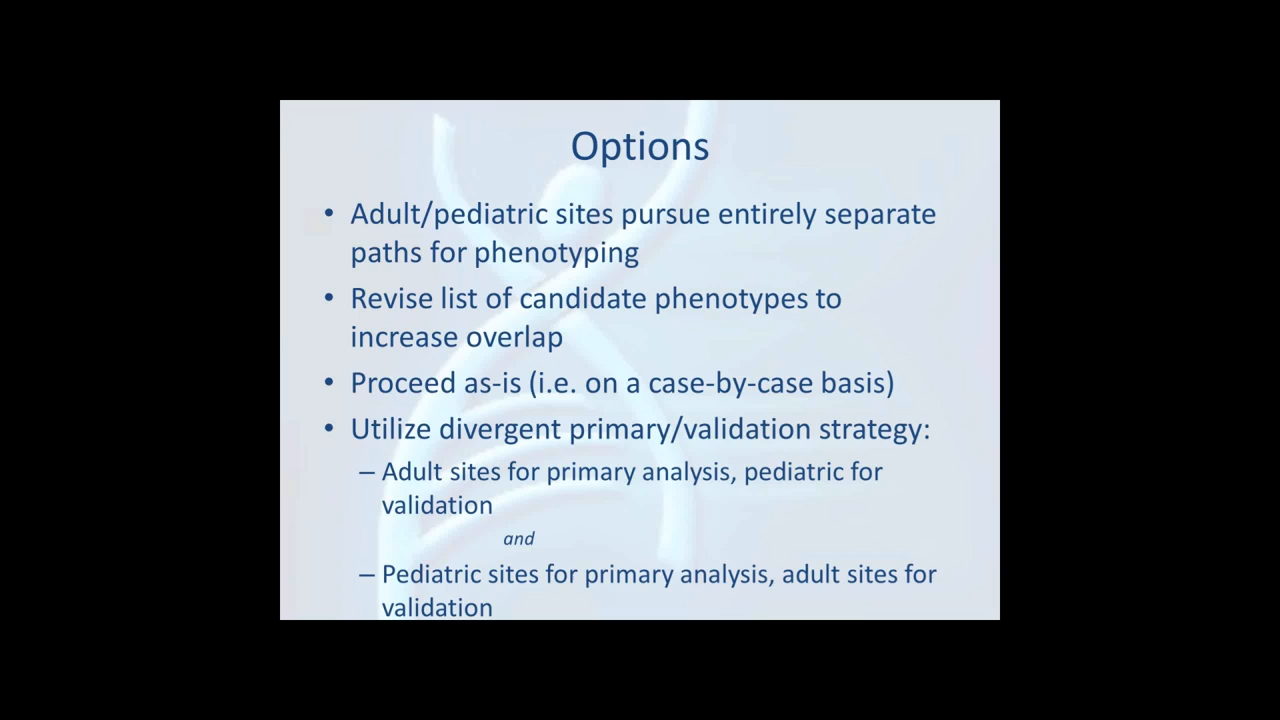 Options
• Adult/pediatric sites pursue entirely separate
paths for phenotyping
• Revise list of candidate phenotypes to
increase overlap
• Proceed as-is (i.e. on a case-by-case basis)
• Utilize divergent primary/validation strategy:
– Adult sites for primary analysis, pediatric for
validation
and
– Pediatric sites for primary analysis, adult sites for
validation